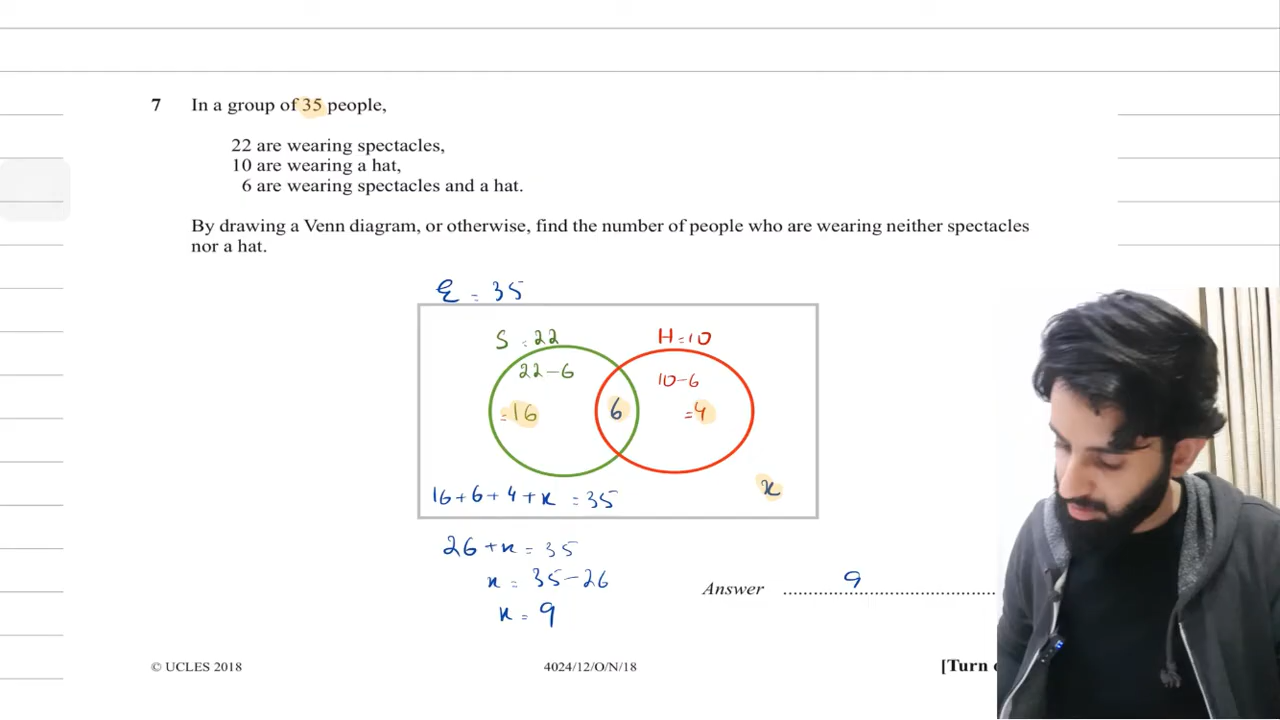 7 In a group of 35 people,
22 are wearing spectacles,
10 are wearing a hat,
6 are wearing spectacles and a hat.
By drawing a Venn diagram, or otherwise, find the number of people who are wearing neither spectacles
nor a hat.
ℰ = 35
S = 22 H = 10
22 - 6 10 - 6
= 16 6 = 4
x
16 + 6 + 4 + x = 35
26 + x = 35
x = 35 - 26
x = 9
Answer ........................................... 9
© UCLES 2018 4024/12/O/N/18 [Turn